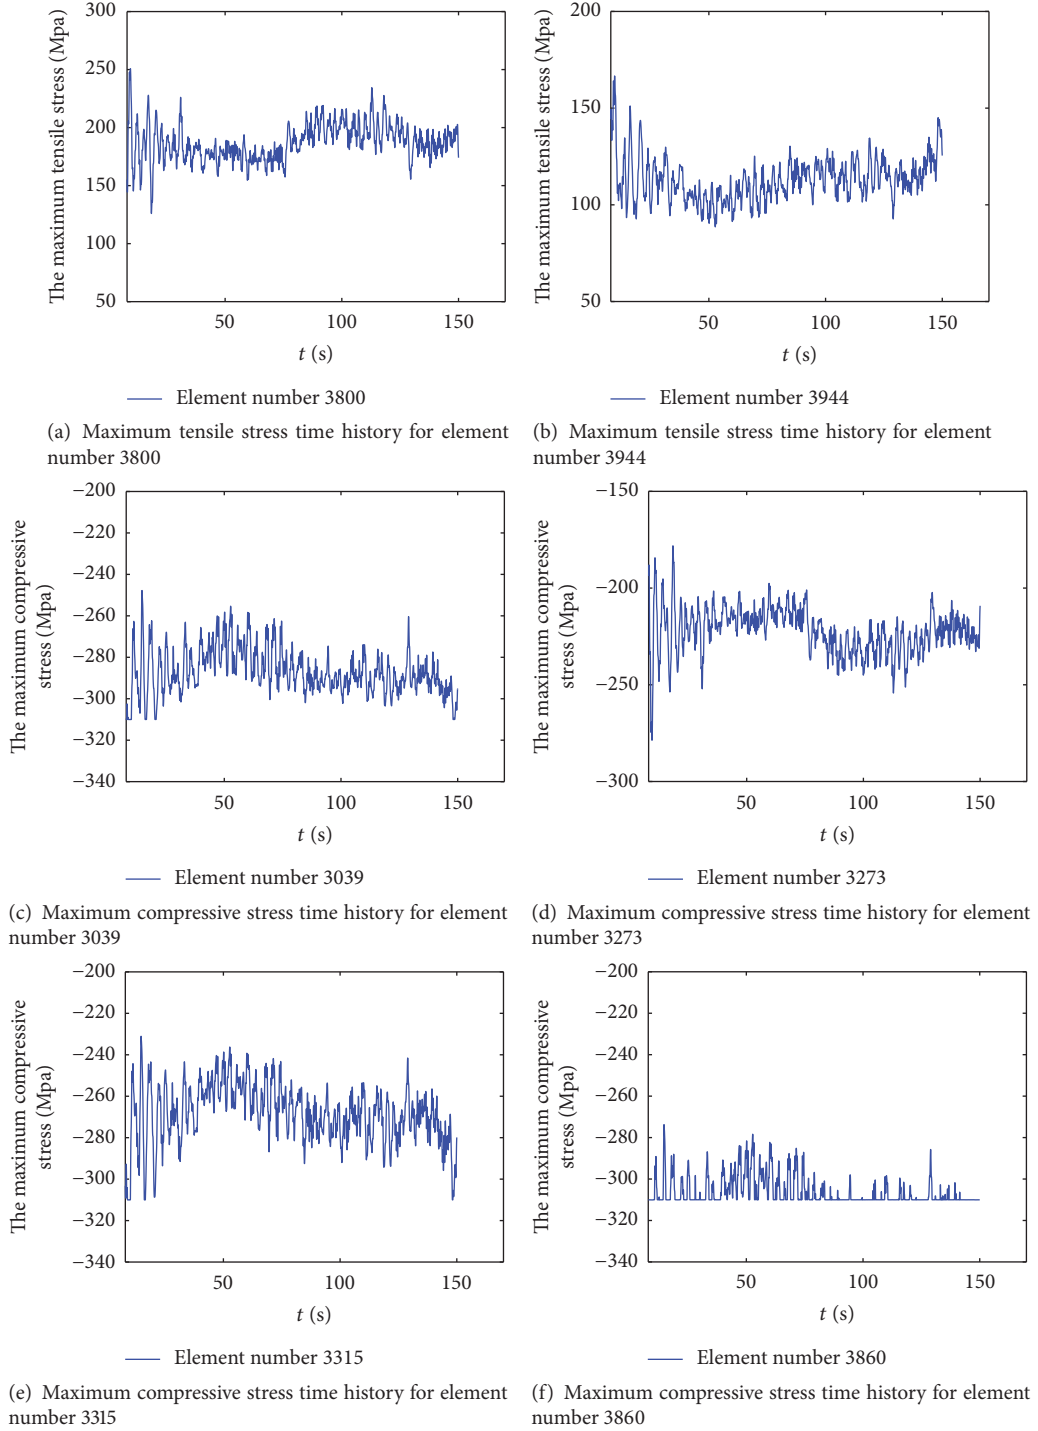 The maximum tensile stress (Mpa)
300
250
200
150
100
50
50 100 150
t (s)
Element number 3800
(a) Maximum tensile stress time history for element
number 3800
The maximum tensile stress (Mpa)
200
150
100
50
50 100 150
t (s)
Element number 3944
(b) Maximum tensile stress time history for element
number 3944
The maximum compressive
stress (Mpa)
−200
−220
−240
−260
−280
−300
−320
−340
50 100 150
t (s)
Element number 3039
(c) Maximum compressive stress time history for element
number 3039
The maximum compressive
stress (Mpa)
−150
−200
−250
−300
50 100 150
t (s)
Element number 3273
(d) Maximum compressive stress time history for element
number 3273
The maximum compressive
stress (Mpa)
−200
−220
−240
−260
−280
−300
−320
−340
50 100 150
t (s)
Element number 3315
(e) Maximum compressive stress time history for element
number 3315
The maximum compressive
stress (Mpa)
−200
−220
−240
−260
−280
−300
−320
−340
50 100 150
t (s)
Element number 3860
(f) Maximum compressive stress time history for element
number 3860